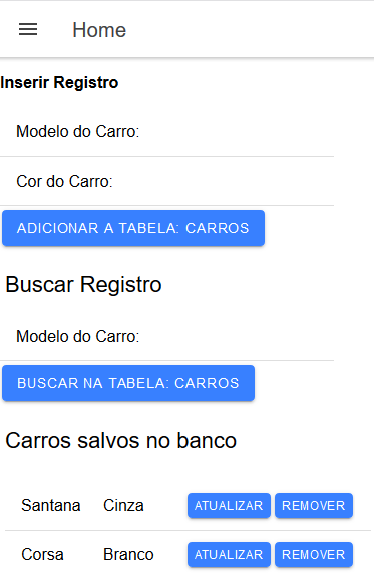 Home
Inserir Registro
Modelo do Carro:
Cor do Carro:
ADICIONAR A TABELA: CARROS
Buscar Registro
Modelo do Carro:
BUSCAR NA TABELA: CARROS
Carros salvos no banco
Santana Cinza ATUALIZAR REMOVER
Corsa Branco ATUALIZAR REMOVER